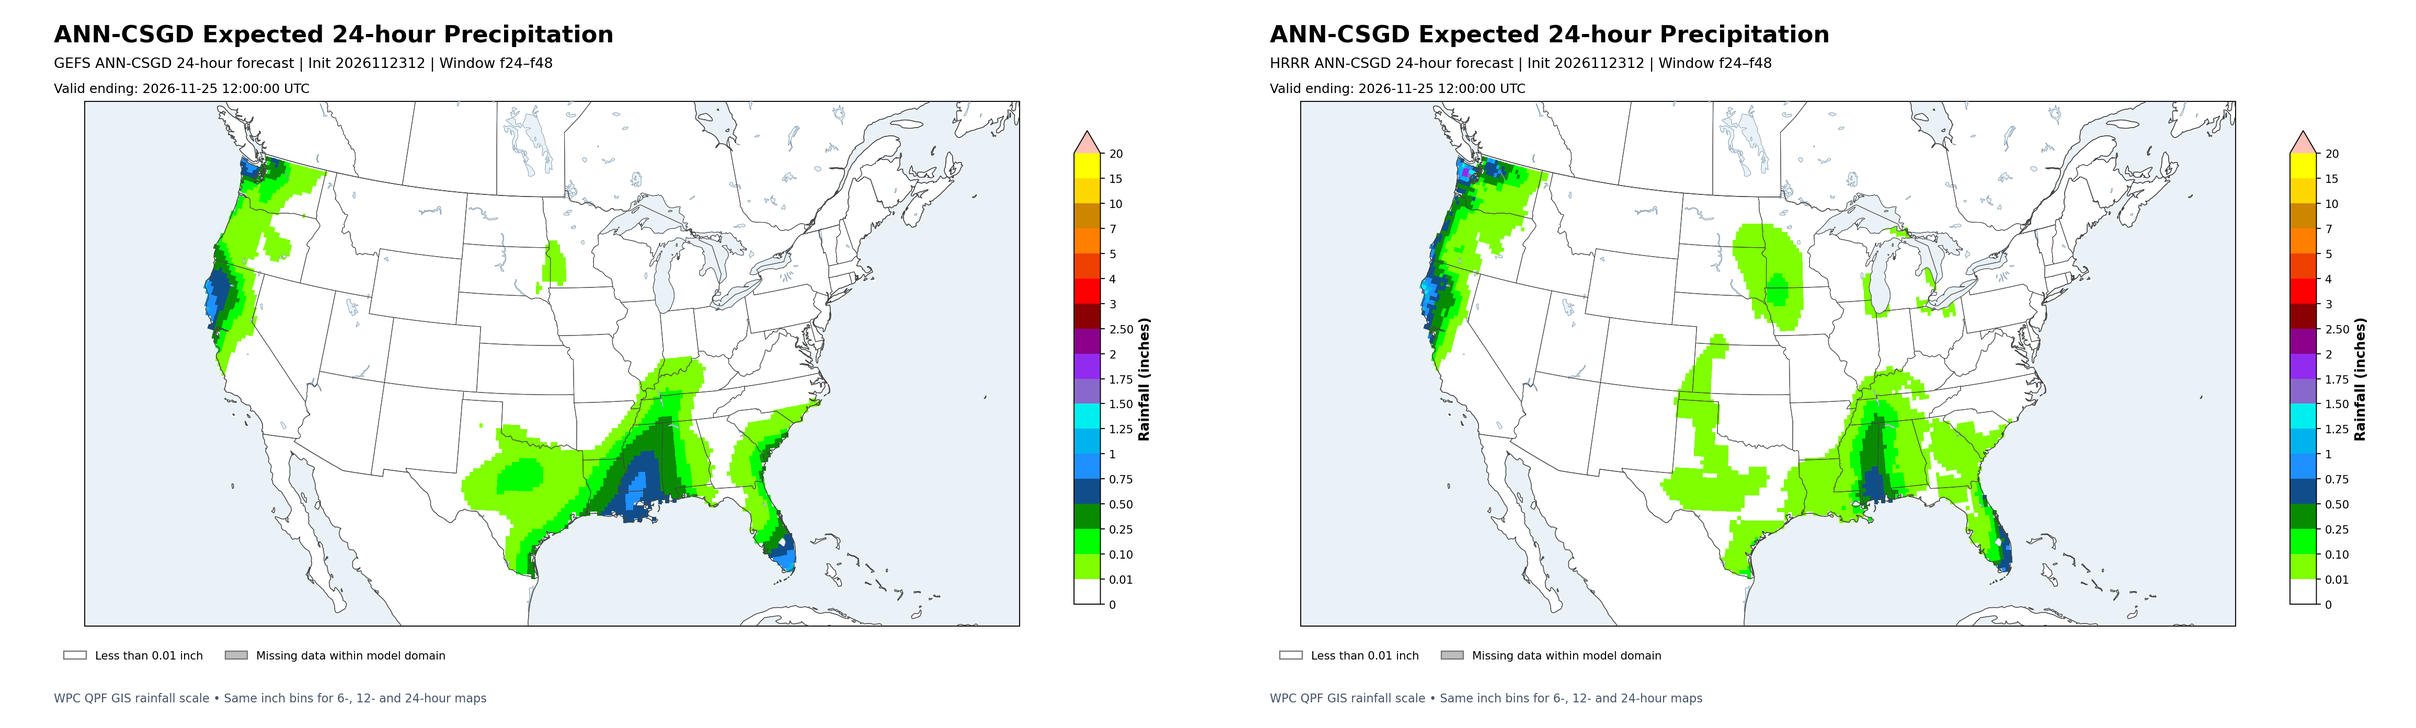 ANN-CSGD Expected 24-hour Precipitation
GEFS ANN-CSGD 24-hour forecast | Init 2026112312 | Window f24–f48
Valid ending: 2026-11-25 12:00:00 UTC
20
15
10
7
5
4
3
2.50
2
1.75
1.50
1.25
1
0.75
0.50
0.25
0.10
0.01
0
Rainfall (inches)
Less than 0.01 inch
Missing data within model domain
WPC QPF GIS rainfall scale • Same inch bins for 6-, 12- and 24-hour maps
ANN-CSGD Expected 24-hour Precipitation
HRRR ANN-CSGD 24-hour forecast | Init 2026112312 | Window f24–f48
Valid ending: 2026-11-25 12:00:00 UTC
20
15
10
7
5
4
3
2.50
2
1.75
1.50
1.25
1
0.75
0.50
0.25
0.10
0.01
0
Rainfall (inches)
Less than 0.01 inch
Missing data within model domain
WPC QPF GIS rainfall scale • Same inch bins for 6-, 12- and 24-hour maps